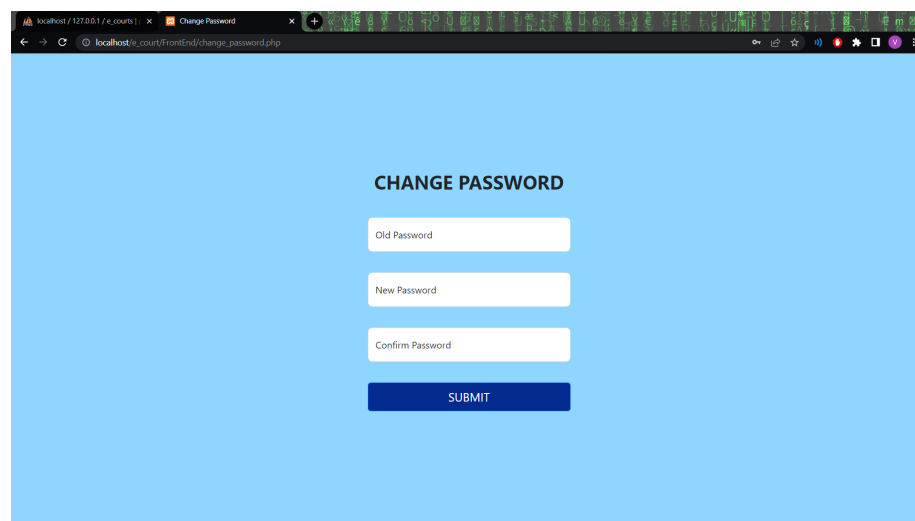 localhost / 127.0.0.1 / e_courts |
Change Password
localhost/e_court/FrontEnd/change_password.php
V
CHANGE PASSWORD
Old Password
New Password
Confirm Password
SUBMIT